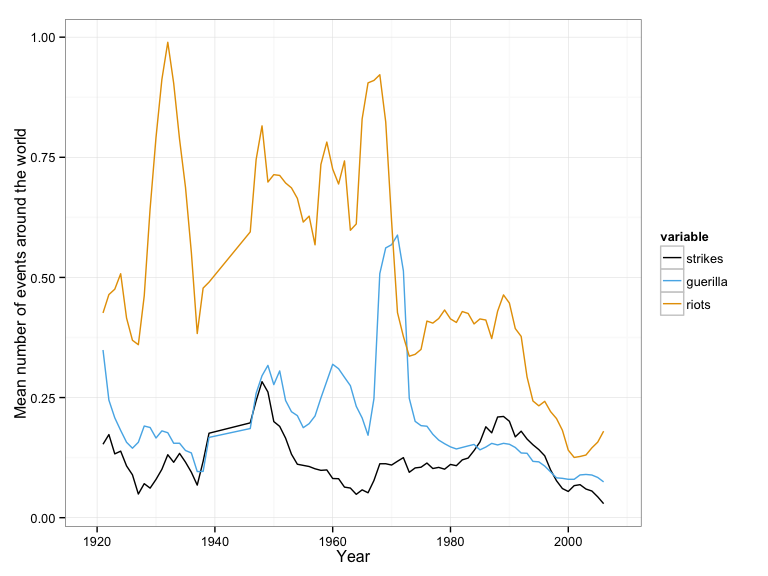 Mean number of events around the world
1.00
0.75
0.50
0.25
0.00
1920 1940 1960 1980 2000
Year
variable
strikes
guerilla
riots